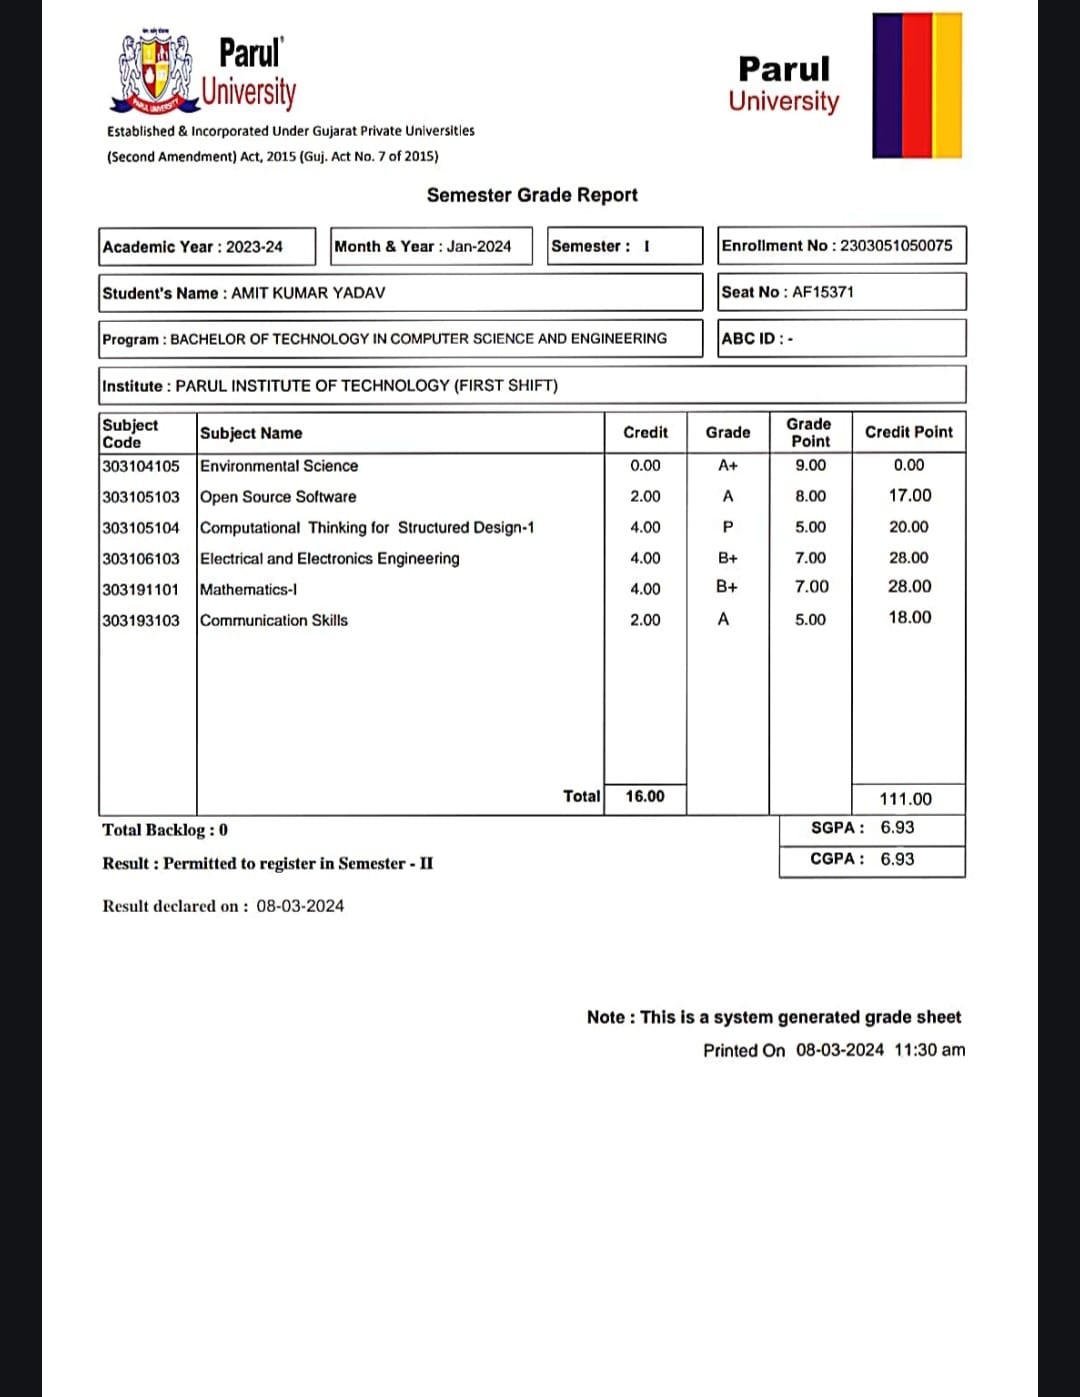 Parul
University
PARUL UNIVERSITY
Parul
University
Established & Incorporated Under Gujarat Private Universities
(Second Amendment) Act, 2015 (Guj. Act No. 7 of 2015)
Semester Grade Report
Academic Year : 2023-24 Month & Year : Jan-2024 Semester : I Enrollment No : 2303051050075
Student's Name : AMIT KUMAR YADAV Seat No : AF15371
Program : BACHELOR OF TECHNOLOGY IN COMPUTER SCIENCE AND ENGINEERING ABC ID : -
Institute : PARUL INSTITUTE OF TECHNOLOGY (FIRST SHIFT)
Subject Code Subject Name Credit Grade Grade Point Credit Point
303104105 Environmental Science 0.00 A+ 9.00 0.00
303105103 Open Source Software 2.00 A 8.00 17.00
303105104 Computational Thinking for Structured Design-1 4.00 P 5.00 20.00
303106103 Electrical and Electronics Engineering 4.00 B+ 7.00 28.00
303191101 Mathematics-I 4.00 B+ 7.00 28.00
303193103 Communication Skills 2.00 A 5.00 18.00
Total 16.00 111.00
Total Backlog : 0 SGPA : 6.93
Result : Permitted to register in Semester - II CGPA : 6.93
Result declared on : 08-03-2024
Note : This is a system generated grade sheet
Printed On 08-03-2024 11:30 am